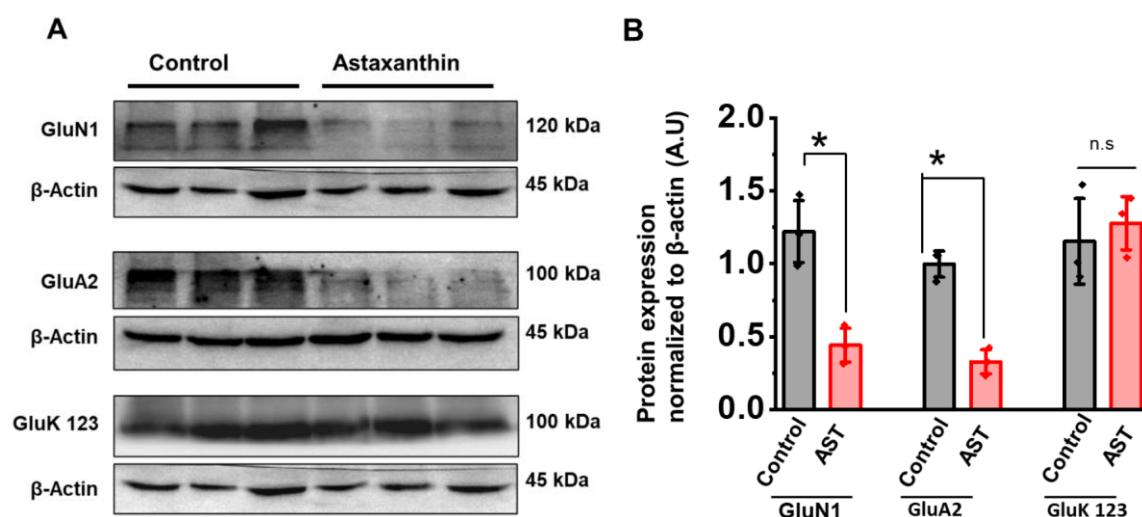 A
Control Astaxanthin
GluN1 120 kDa
β-Actin 45 kDa
GluA2 100 kDa
β-Actin 45 kDa
GluK 123 100 kDa
β-Actin 45 kDa
B
Protein expression
normalized to β-actin (A.U)
2.0
1.5
1.0
0.5
0.0
*
*
n.s
Control AST Control AST Control AST
GluN1 GluA2 GluK 123